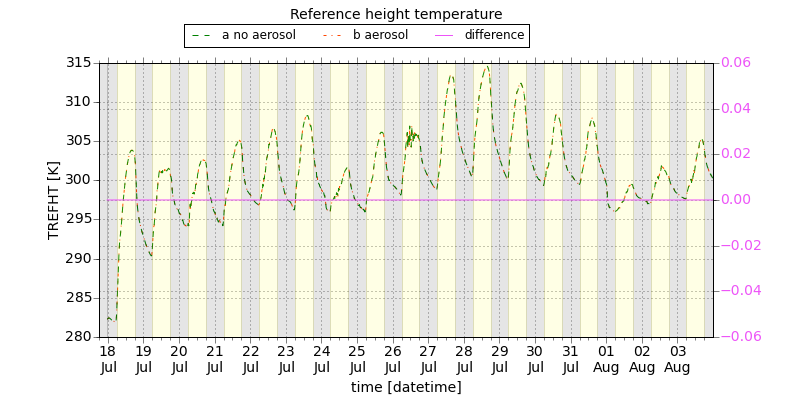 Reference height temperature
a no aerosol b aerosol difference
315 0.06
310 0.04
305 0.02
300 0.00
295 −0.02
290 −0.04
285 −0.06
280
TREFHT [K]
18 19 20 21 22 23 24 25 26 27 28 29 30 31 01 02 03
Jul Jul Jul Jul Jul Jul Jul Jul Jul Jul Jul Jul Jul Jul Aug Aug Aug
time [datetime]